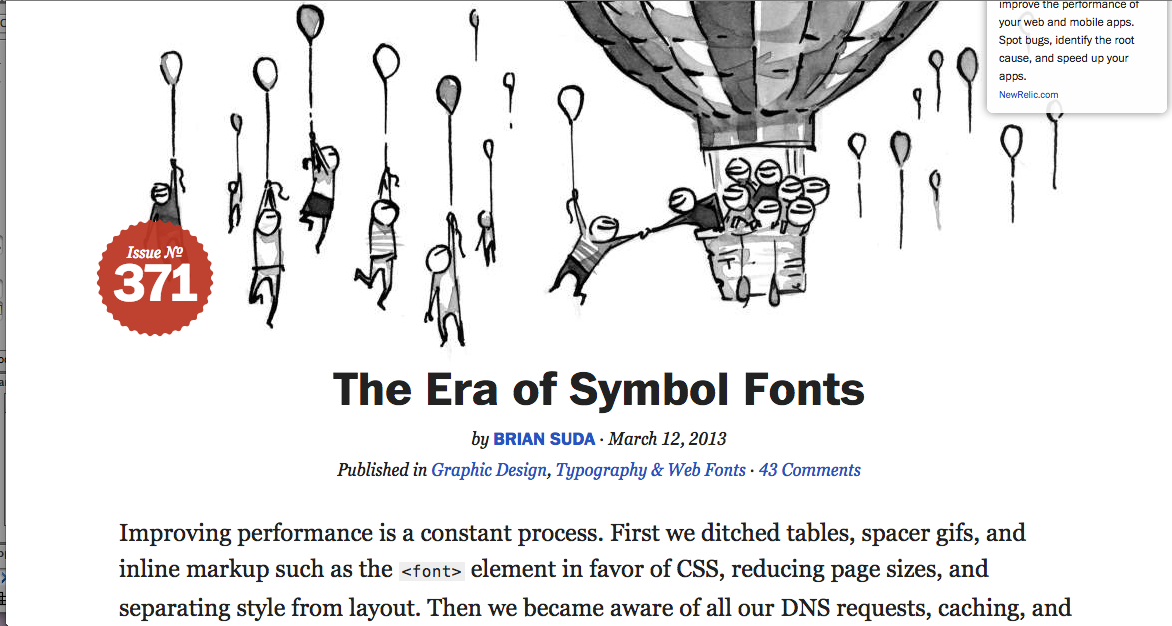 improve the performance of
your web and mobile apps.
Spot bugs, identify the root
cause, and speed up your
apps.
NewRelic.com
Issue №
371
The Era of Symbol Fonts
by BRIAN SUDA · March 12, 2013
Published in Graphic Design, Typography & Web Fonts · 43 Comments
Improving performance is a constant process. First we ditched tables, spacer gifs, and
inline markup such as the <font> element in favor of CSS, reducing page sizes, and
separating style from layout. Then we became aware of all our DNS requests, caching, and